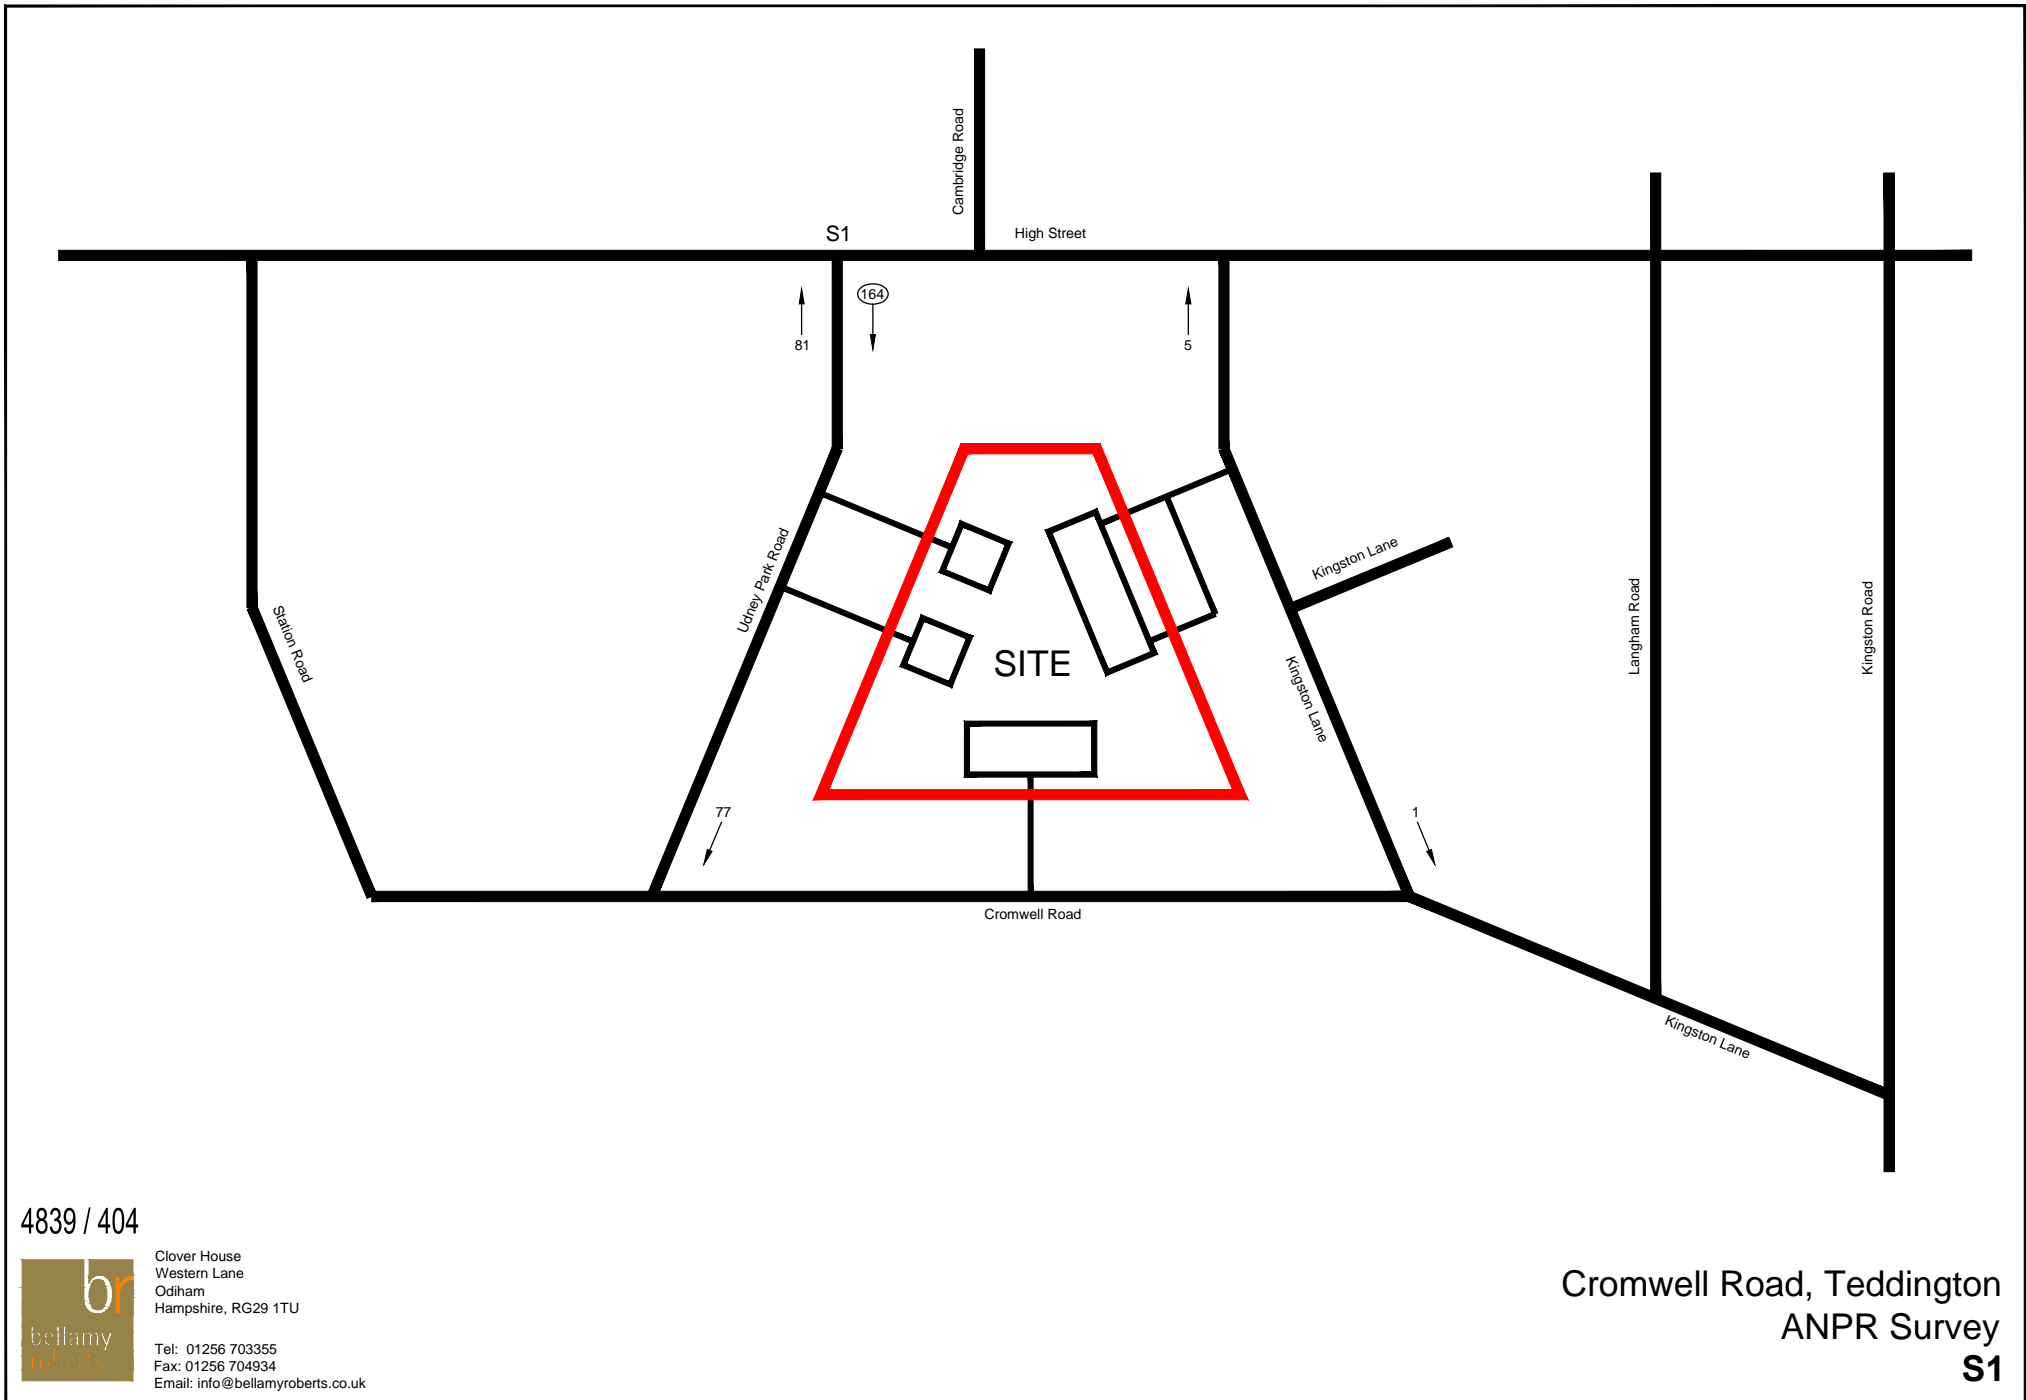 Cambridge Road
S1
High Street
164
81
5
Kingston Lane
Udney Park Road
Station Road
Langham Road
Kingston Road
SITE
Kingston Lane
77
1
Cromwell Road
Kingston Lane
4839 / 404
br
bellamy
roberts
Clover House
Western Lane
Odiham
Hampshire, RG29 1TU
Tel: 01256 703355
Fax: 01256 704934
Email: info@bellamyroberts.co.uk
Cromwell Road, Teddington
ANPR Survey
S1